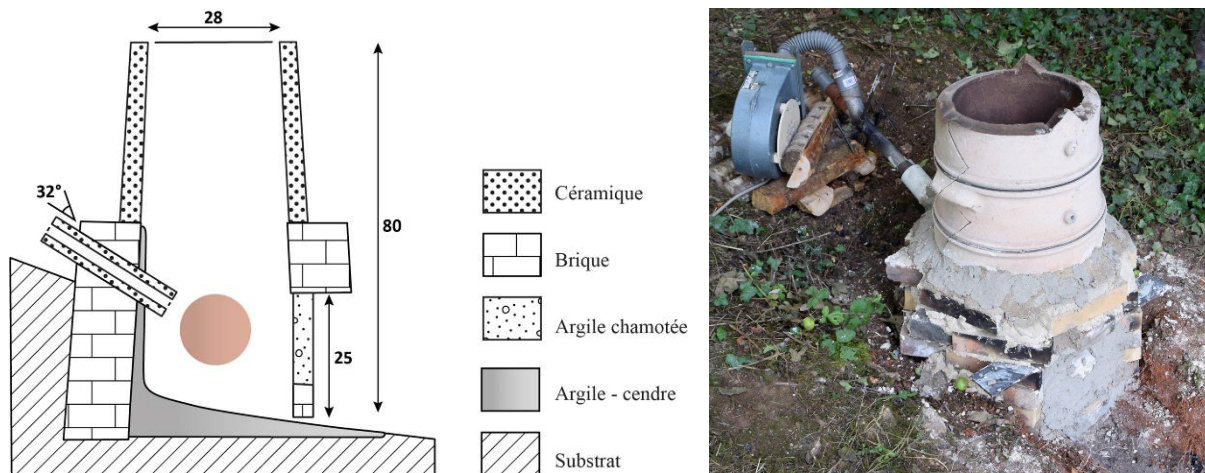 28
32°
80
25
Céramique
Brique
Argile chamotée
Argile - cendre
Substrat